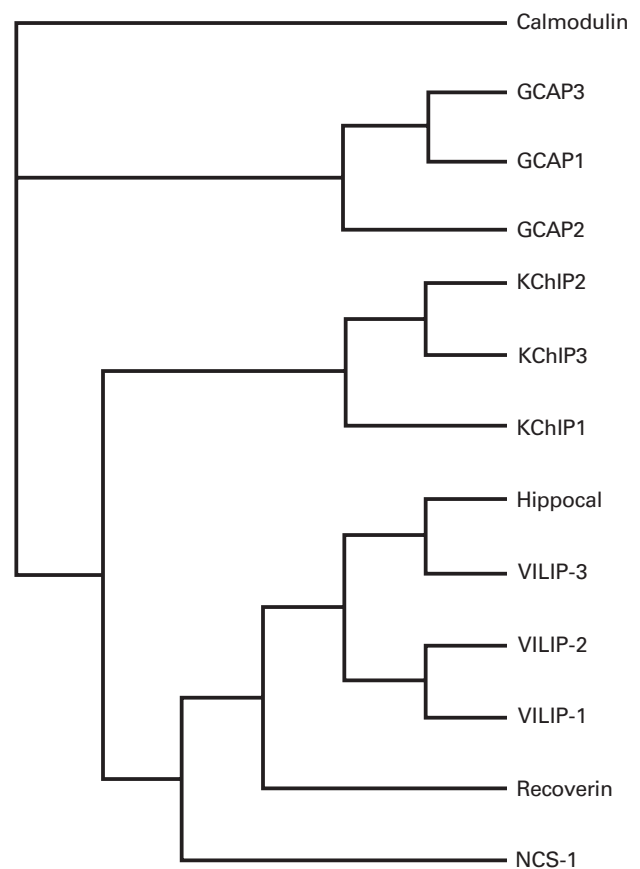 Calmodulin
GCAP3
GCAP1
GCAP2
KChIP2
KChIP3
KChIP1
Hippocal
VILIP-3
VILIP-2
VILIP-1
Recoverin
NCS-1